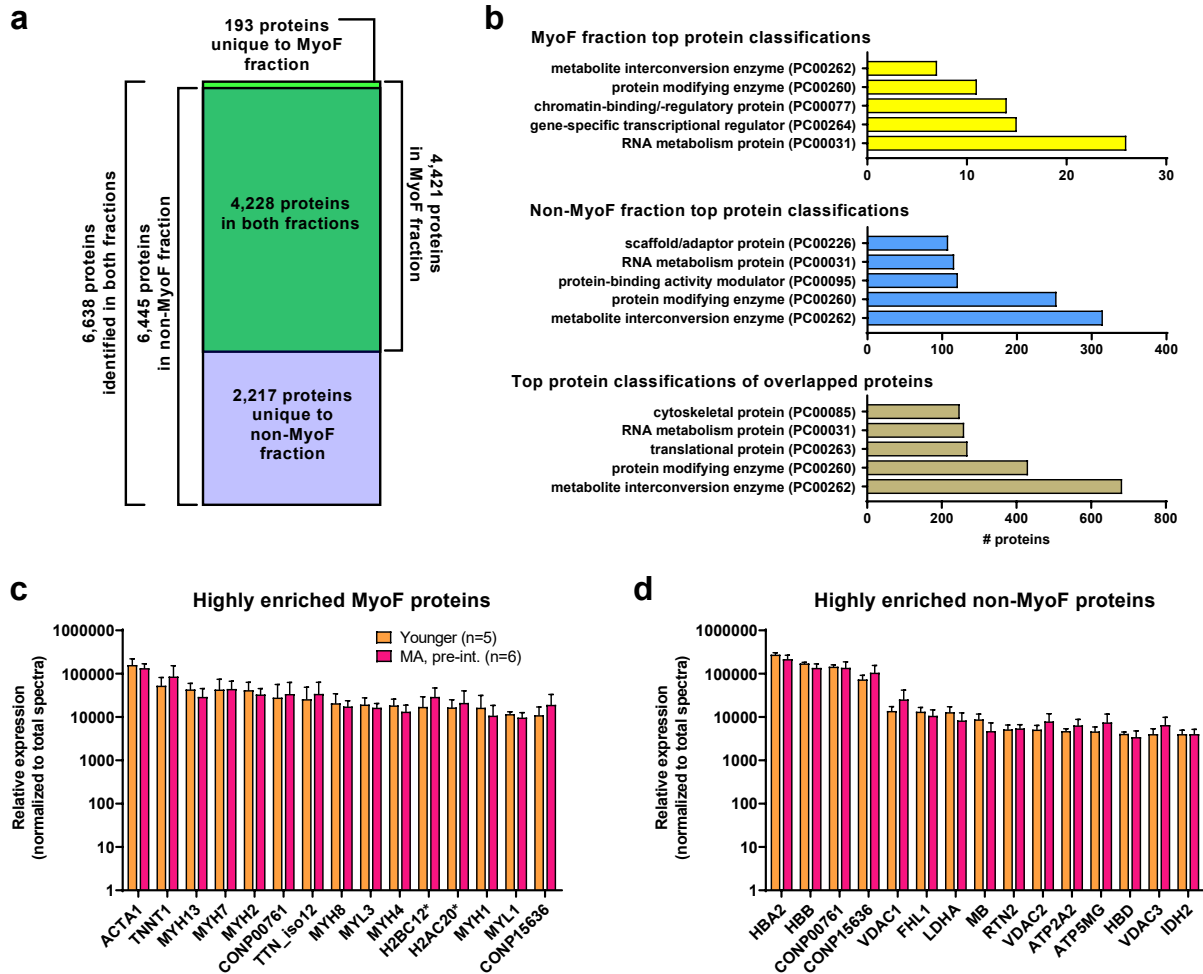 a
193 proteins
unique to MyoF
fraction
6,638 proteins
identified in both fractions
6,445 proteins
in non-MyoF fraction
4,228 proteins
in both fractions
4,421 proteins
in MyoF fraction
2,217 proteins
unique to
non-MyoF
fraction
b
MyoF fraction top protein classifications
metabolite interconversion enzyme (PC00262)
protein modifying enzyme (PC00260)
chromatin-binding/-regulatory protein (PC00077)
gene-specific transcriptional regulator (PC00264)
RNA metabolism protein (PC00031)
0 10 20 30
Non-MyoF fraction top protein classifications
scaffold/adaptor protein (PC00226)
RNA metabolism protein (PC00031)
protein-binding activity modulator (PC00095)
protein modifying enzyme (PC00260)
metabolite interconversion enzyme (PC00262)
0 100 200 300 400
Top protein classifications of overlapped proteins
cytoskeletal protein (PC00085)
RNA metabolism protein (PC00031)
translational protein (PC00263)
protein modifying enzyme (PC00260)
metabolite interconversion enzyme (PC00262)
0 200 400 600 800
# proteins
c
Highly enriched MyoF proteins
Relative expression
(normalized to total spectra)
1000000
100000
10000
1000
100
10
1
Younger (n=5)
MA, pre-int. (n=6)
ACTA1
TNNT1
MYH13
MYH7
MYH2
CONP00761
TTN_iso12
MYH8
MYL3
MYH4
H2BC12*
H2AC20*
MYH1
MYL1
CONP15636
d
Highly enriched non-MyoF proteins
Relative expression
(normalized to total spectra)
1000000
100000
10000
1000
100
10
1
HBA2
HBB
CONP00761
CONP15636
VDAC1
FHL1
LDHA
MB
RTN2
VDAC2
ATP2A2
ATP5MG
HBD
VDAC3
IDH2